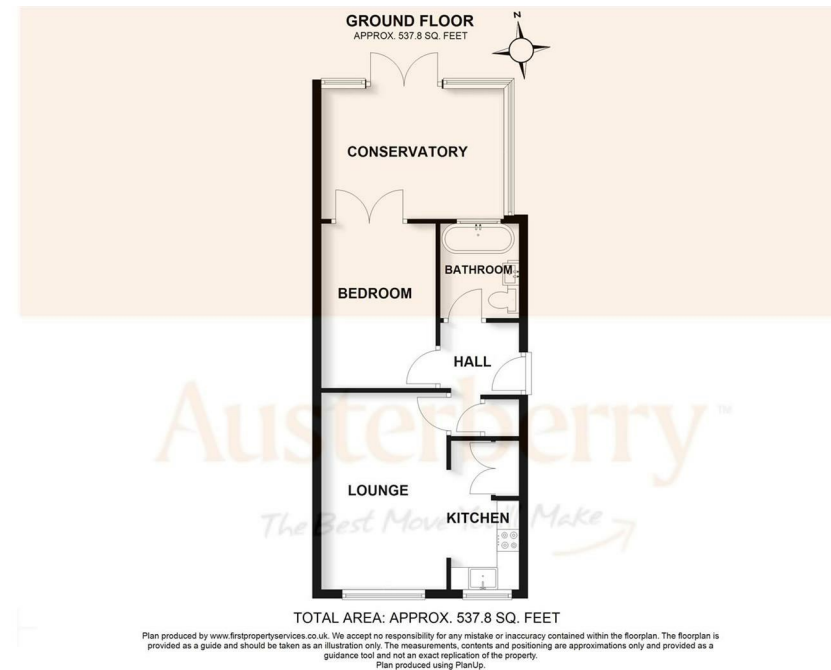 GROUND FLOOR
APPROX. 537.8 SQ. FEET
N
CONSERVATORY
BATHROOM
BEDROOM
HALL
Austerberry™
LOUNGE
KITCHEN
The Best Move You'll Make
TOTAL AREA: APPROX. 537.8 SQ. FEET
Plan produced by www.firstpropertyservices.co.uk. We accept no responsibility for any mistake or inaccuracy contained within the floorplan. The floorplan is
provided as a guide and should be taken as an illustration only. The measurements, contents and positioning are approximations only and provided as a
guidance tool and not an exact replication of the property.
Plan produced using PlanUp.